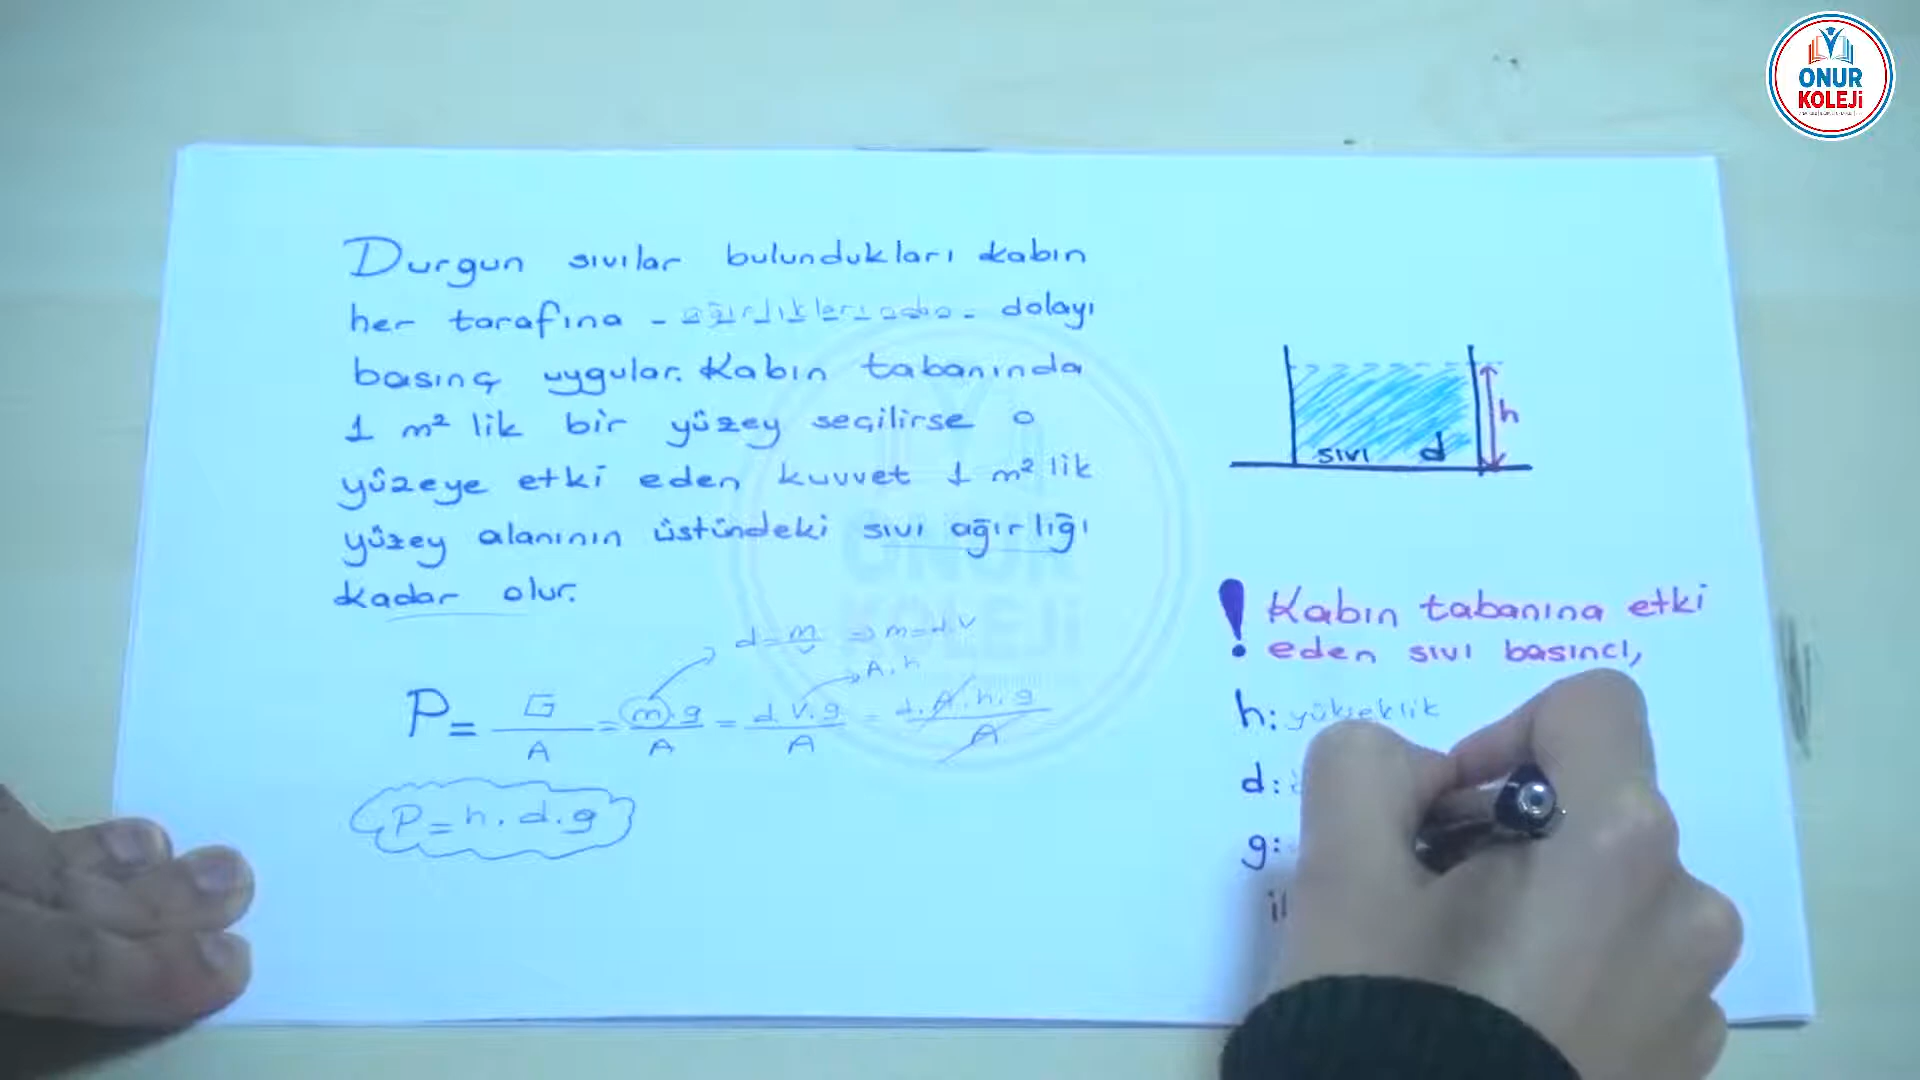 ONUR
KOLEJi
Durgun sıvılar bulundukları kabın
her tarafına - ağırlıklarından - dolayı
basınç uygular. Kabın tabanında
1 m² lik bir yüzey seçilirse o
yüzeye etki eden kuvvet 1 m² lik
yüzey alanının üstündeki sıvı ağırlığı
kadar olur.
d=m/v ⇒ m=d.V
A.h
P = G/A = m.g/A = d.V.g/A = d.A.h.g/A
P=h.d.g
h
sıvı d
! Kabın tabanına etki
eden sıvı basıncı,
h: yükseklik
d:
g:
ONUR
KOLEJi